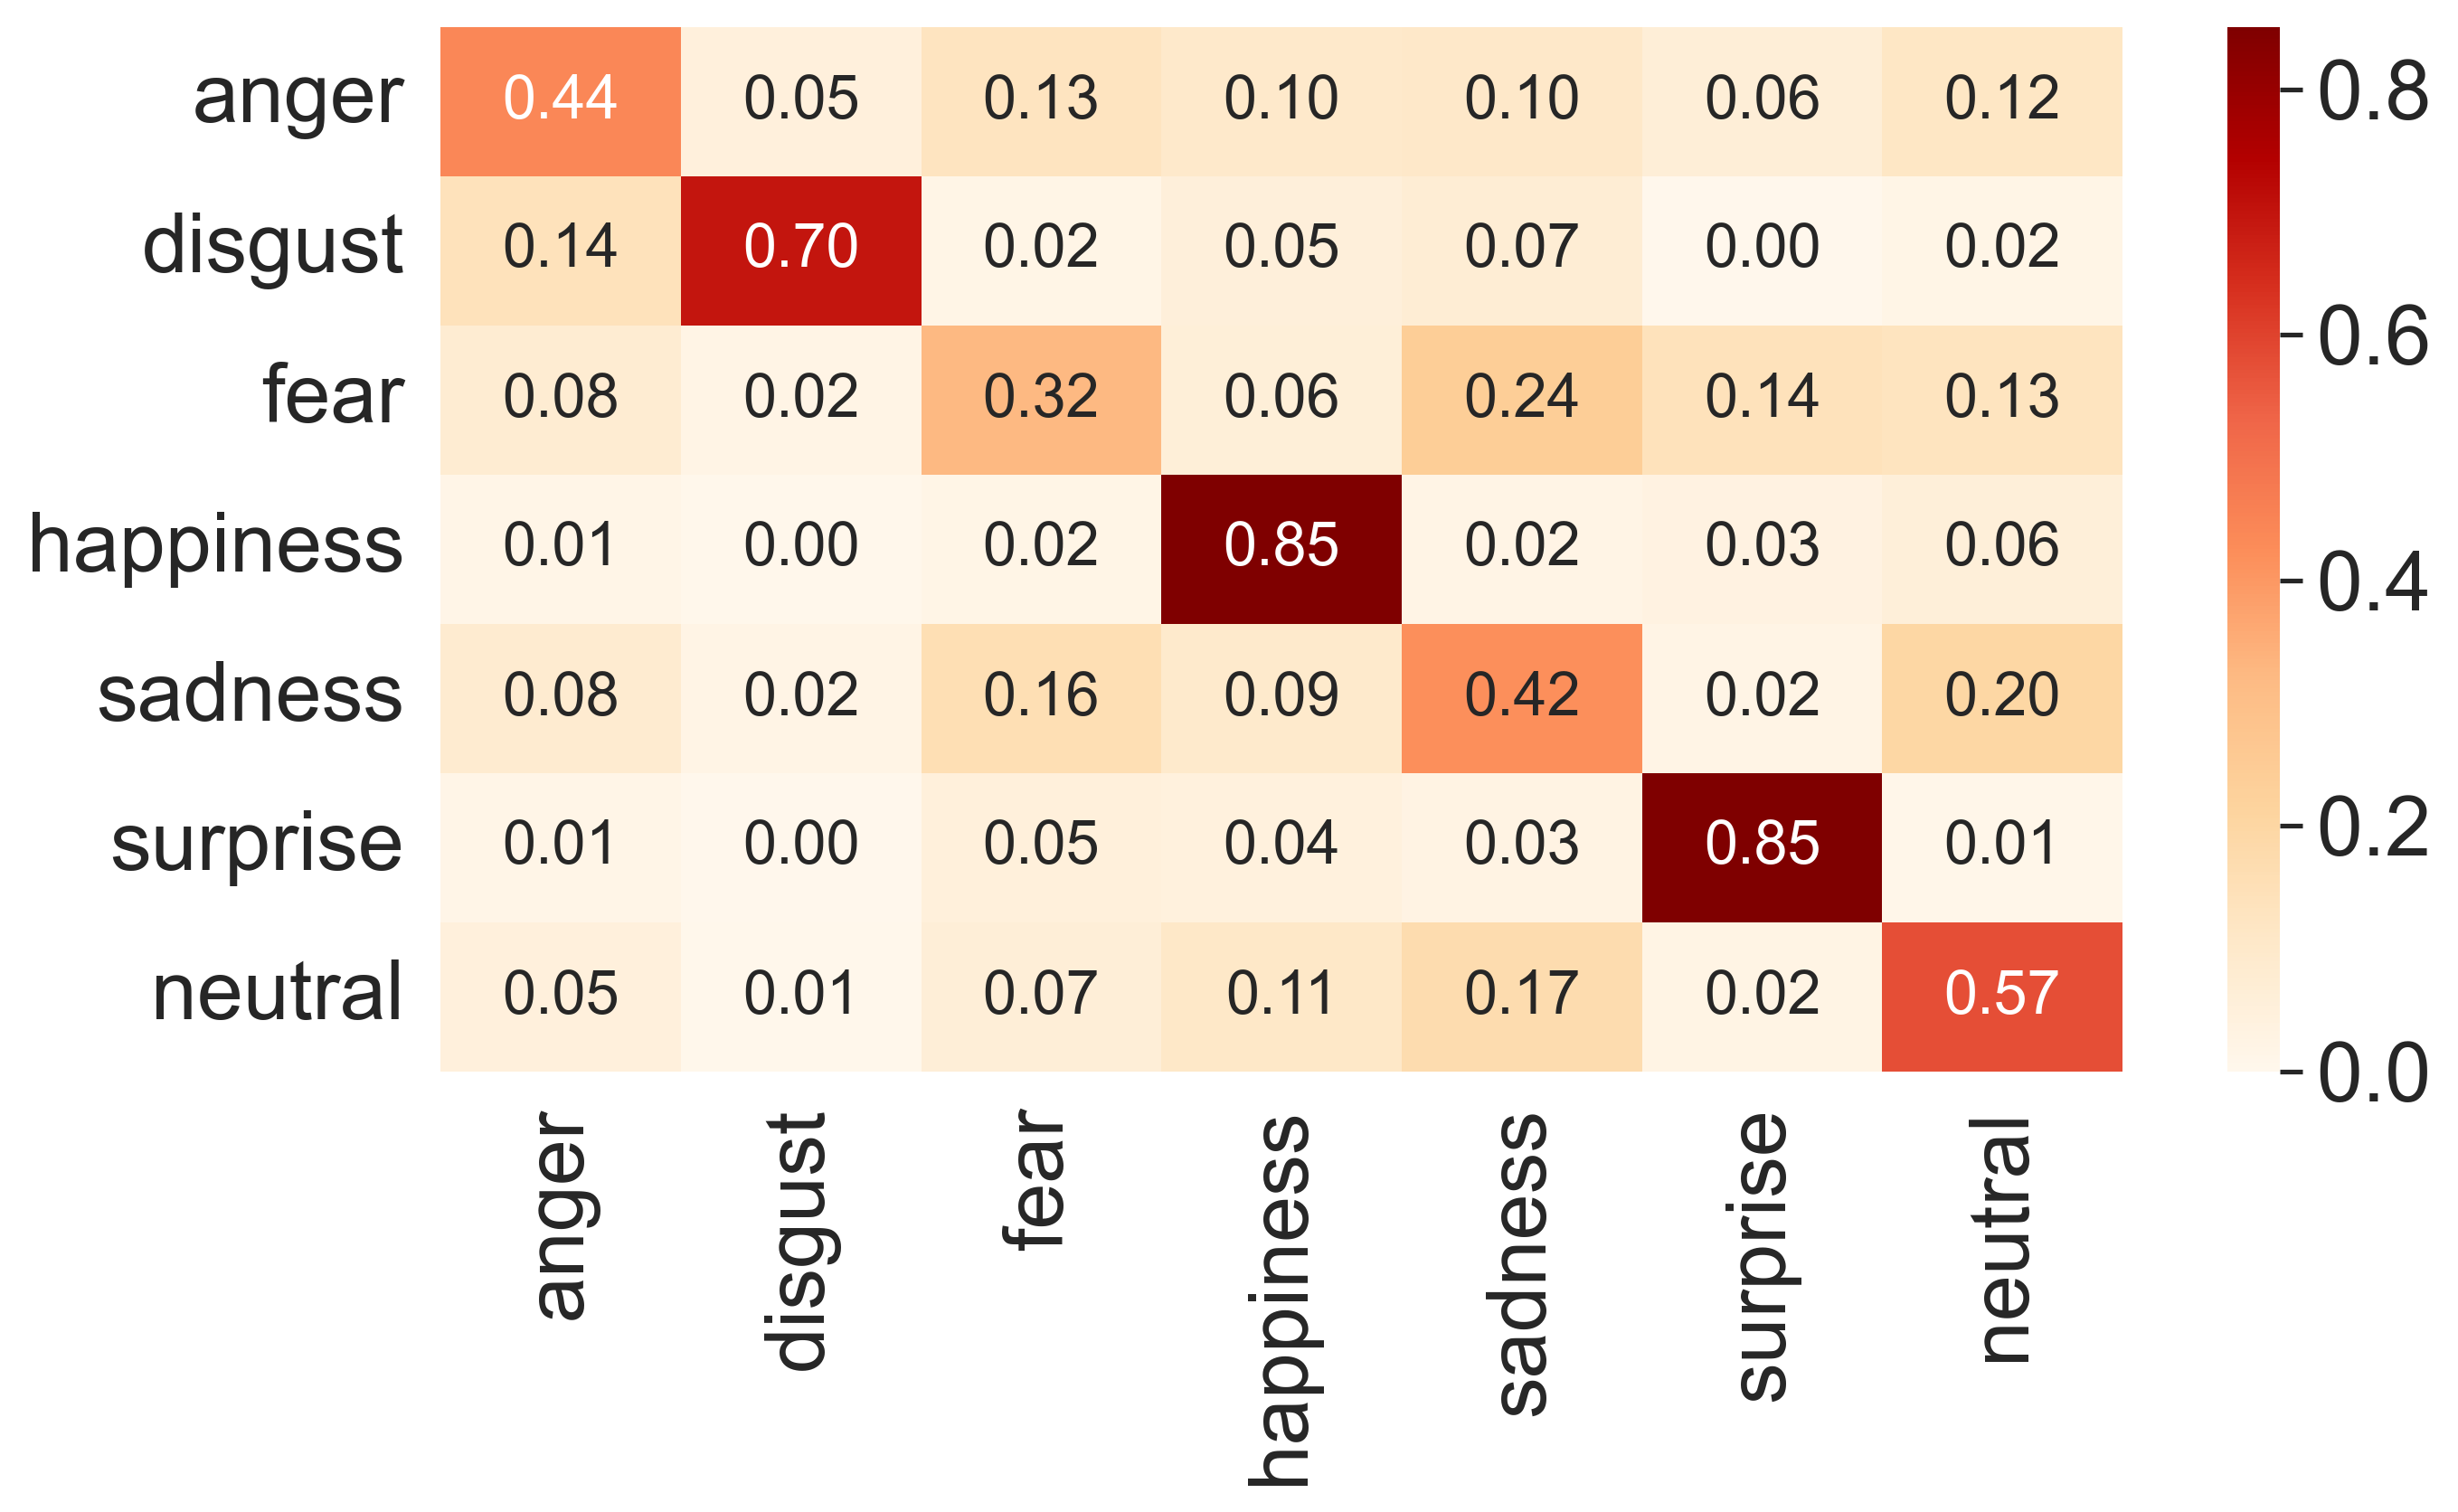 anger 0.44 0.05 0.13 0.10 0.10 0.06 0.12
disgust 0.14 0.70 0.02 0.05 0.07 0.00 0.02
fear 0.08 0.02 0.32 0.06 0.24 0.14 0.13
happiness 0.01 0.00 0.02 0.85 0.02 0.03 0.06
sadness 0.08 0.02 0.16 0.09 0.42 0.02 0.20
surprise 0.01 0.00 0.05 0.04 0.03 0.85 0.01
neutral 0.05 0.01 0.07 0.11 0.17 0.02 0.57
anger
disgust
fear
happiness
sadness
surprise
neutral
0.8
0.6
0.4
0.2
0.0